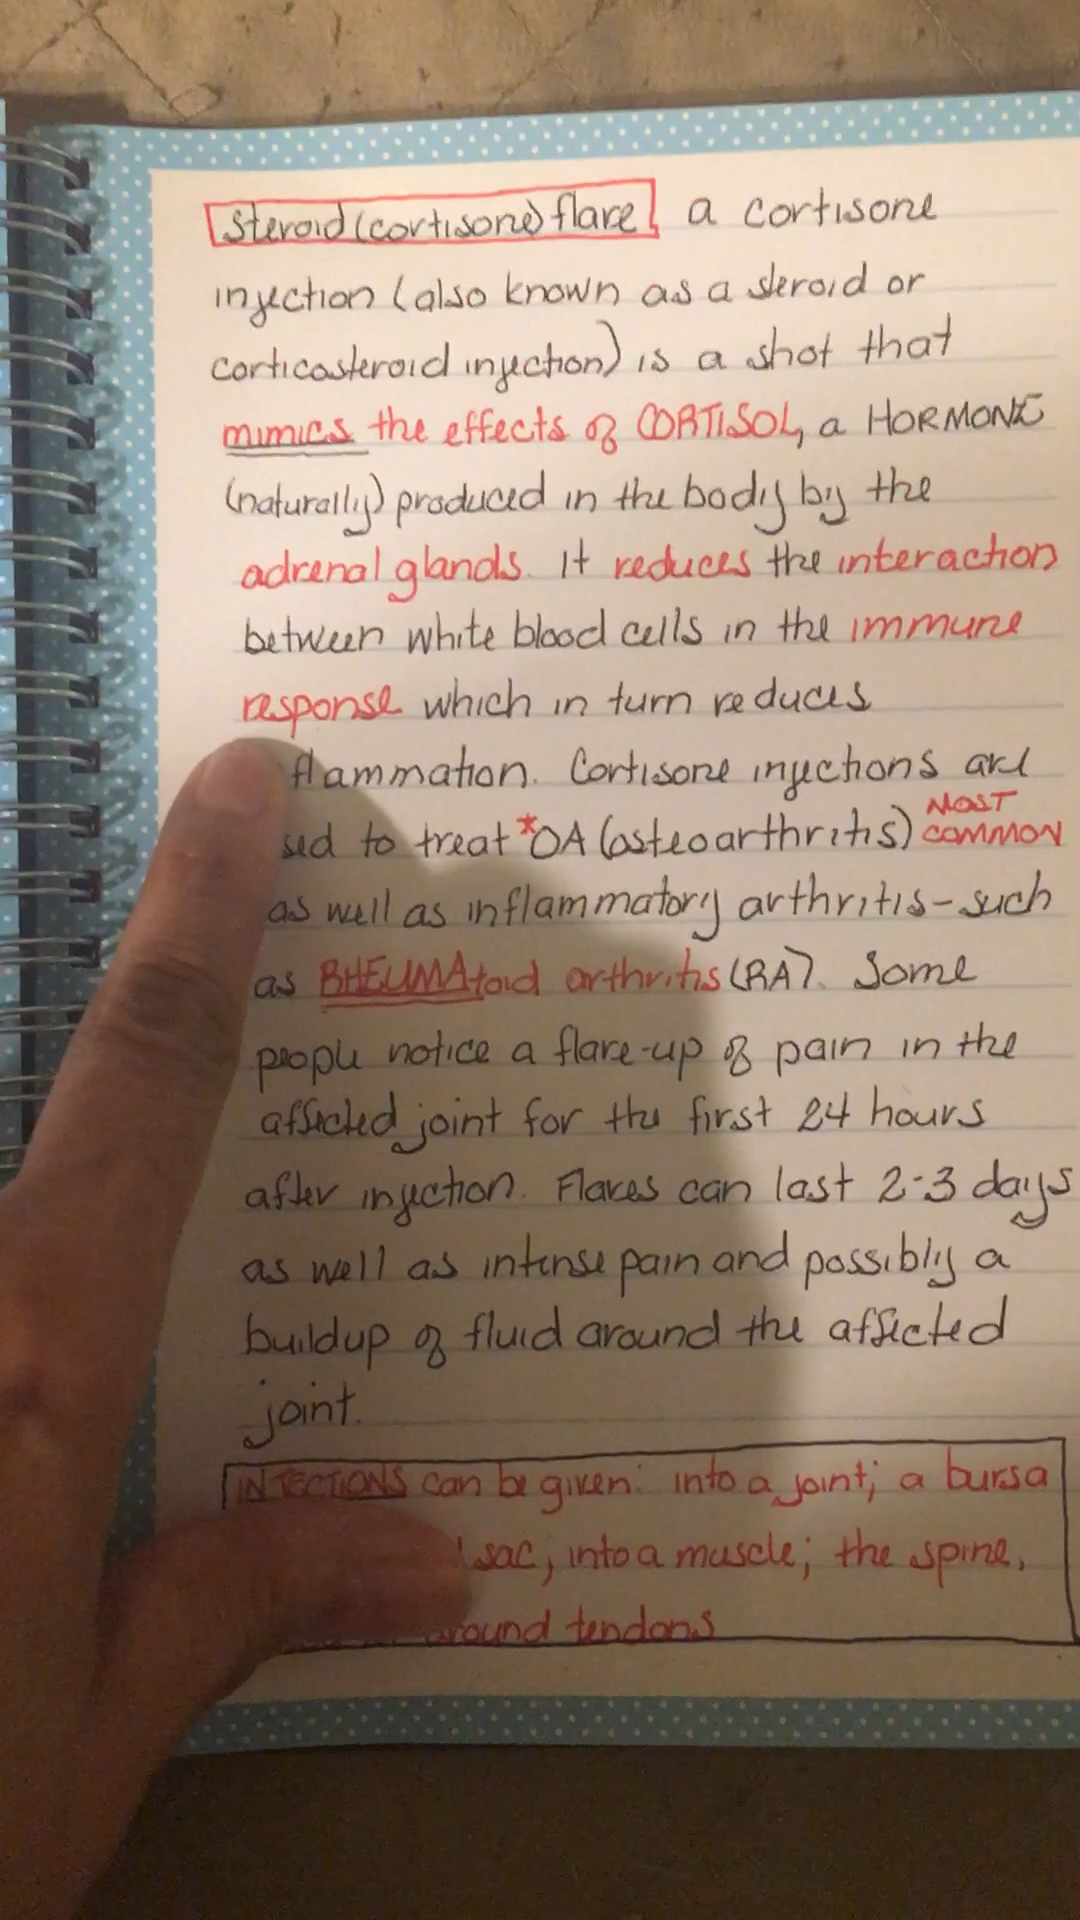 Steroid (cortisone) flare, a cortisone
injection (also known as a steroid or
corticosteroid injection) is a shot that
mimics the effects of CORTISOL, a HORMONE
(naturally) produced in the body by the
adrenal glands. It reduces the interaction
between white blood cells in the immune
response which in turn reduces
flammation. Cortisone injections are
sed to treat *OA (osteoarthritis) MOST COMMON
as well as inflammatory arthritis-such
as RHEUMAtoid arthritis (RA). Some
people notice a flare-up of pain in the
affected joint for the first 24 hours
after injection. Flares can last 2-3 days
as well as intense pain and possibly a
buildup of fluid around the affected
joint.
INJECTIONS can be given: into a joint; a bursa
sac; into a muscle; the spine,
round tendons